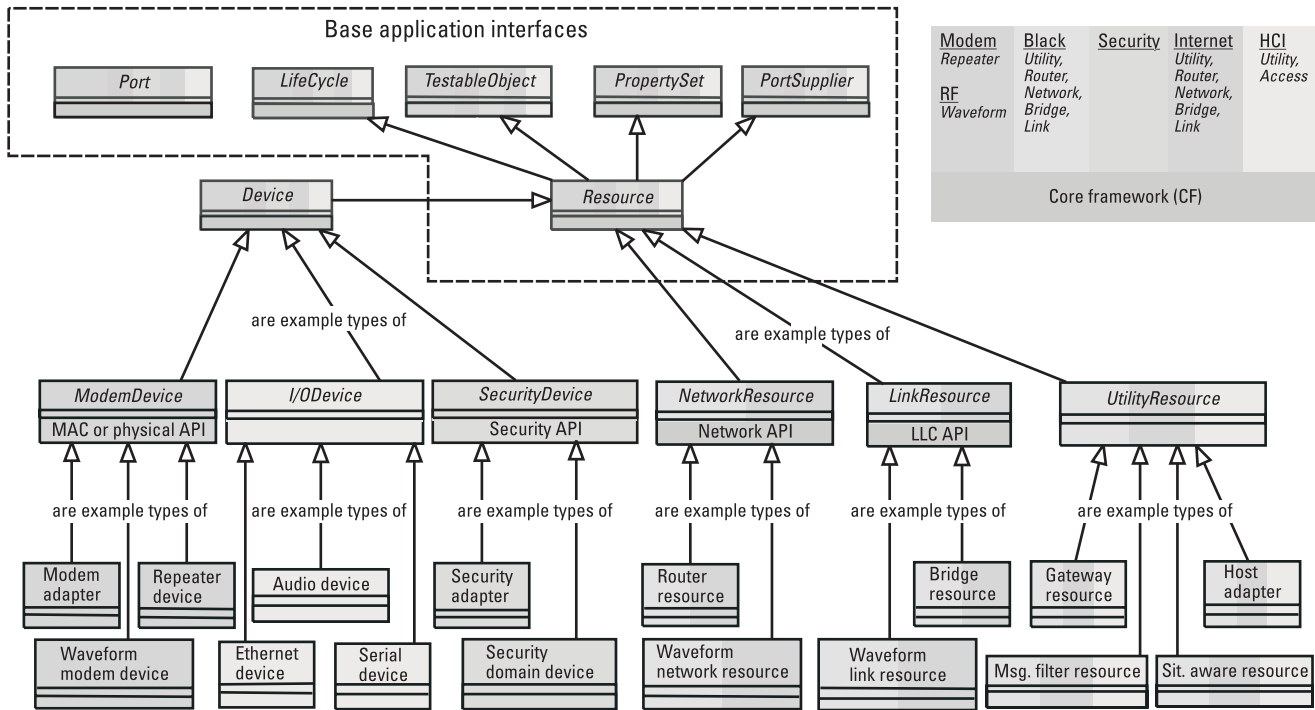 Base application interfaces
Port
LifeCycle
TestableObject
PropertySet
PortSupplier
Device
Resource
Modem
Repeater
RF
Waveform
Black
Utility,
Router,
Network,
Bridge,
Link
Security
Internet
Utility,
Router,
Network,
Bridge,
Link
HCI
Utility,
Access
Core framework (CF)
are example types of
are example types of
ModemDevice
MAC or physical API
I/ODevice
SecurityDevice
Security API
NetworkResource
Network API
LinkResource
LLC API
UtilityResource
are example types of
are example types of
are example types of
are example types of
are example types of
are example types of
Modem
adapter
Repeater
device
Audio device
Security
adapter
Router
resource
Bridge
resource
Gateway
resource
Host
adapter
Waveform
modem device
Ethernet
device
Serial
device
Security
domain device
Waveform
network resource
Waveform
link resource
Msg. filter resource
Sit. aware resource